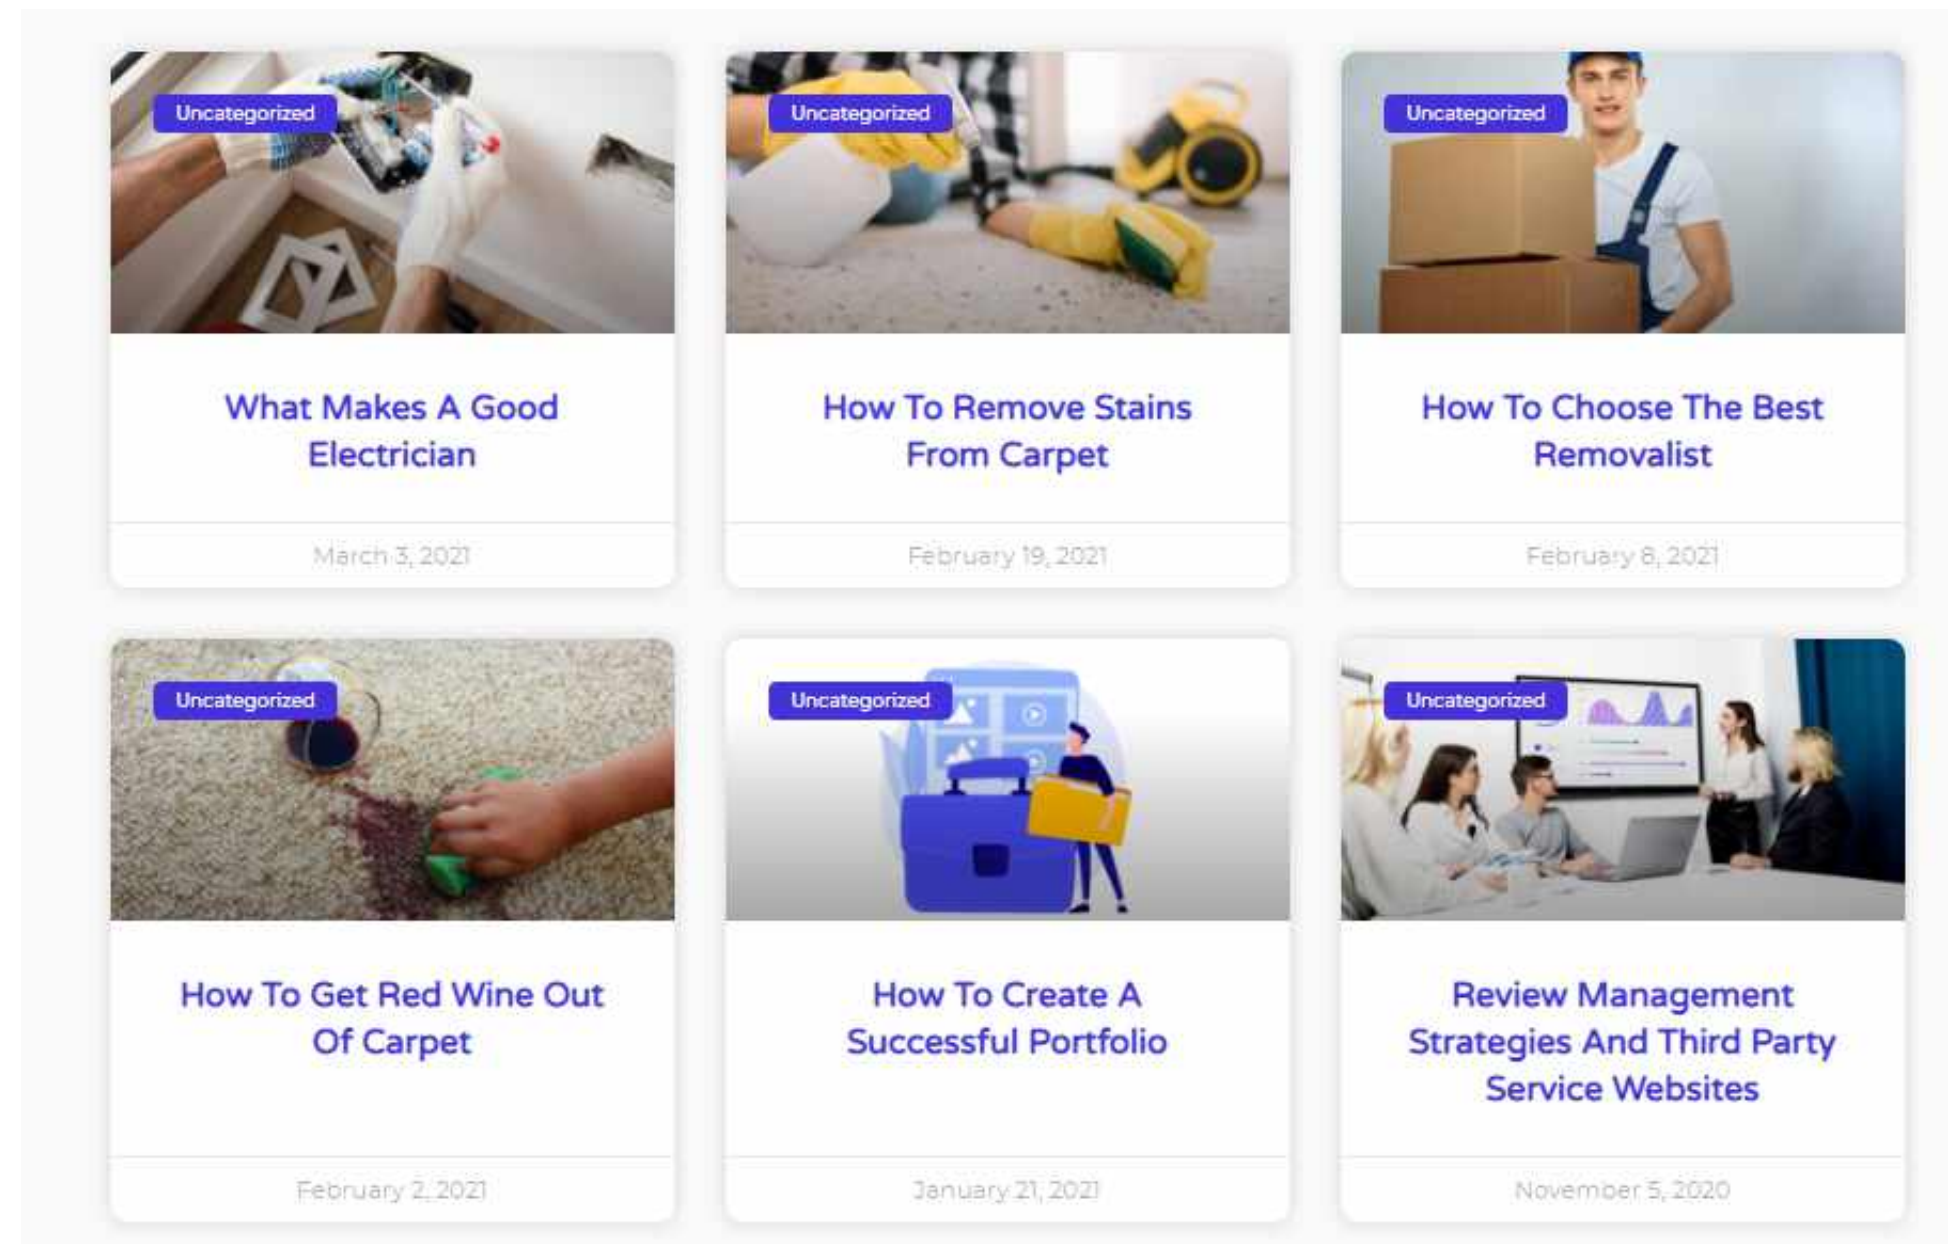 Uncategorized
Uncategorized
Uncategorized
What Makes A Good
Electrician
March 3, 2021
How To Remove Stains
From Carpet
February 19, 2021
How To Choose The Best
Removalist
February 8, 2021
Uncategorized
Uncategorized
Uncategorized
How To Get Red Wine Out
Of Carpet
February 2, 2021
How To Create A
Successful Portfolio
January 21, 2021
Review Management
Strategies And Third Party
Service Websites
November 5, 2020